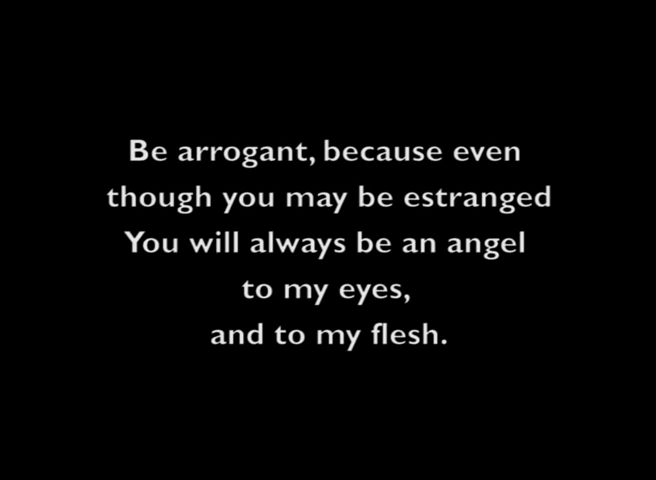 Be arrogant, because even
though you may be estranged
You will always be an angel
to my eyes,
and to my flesh.